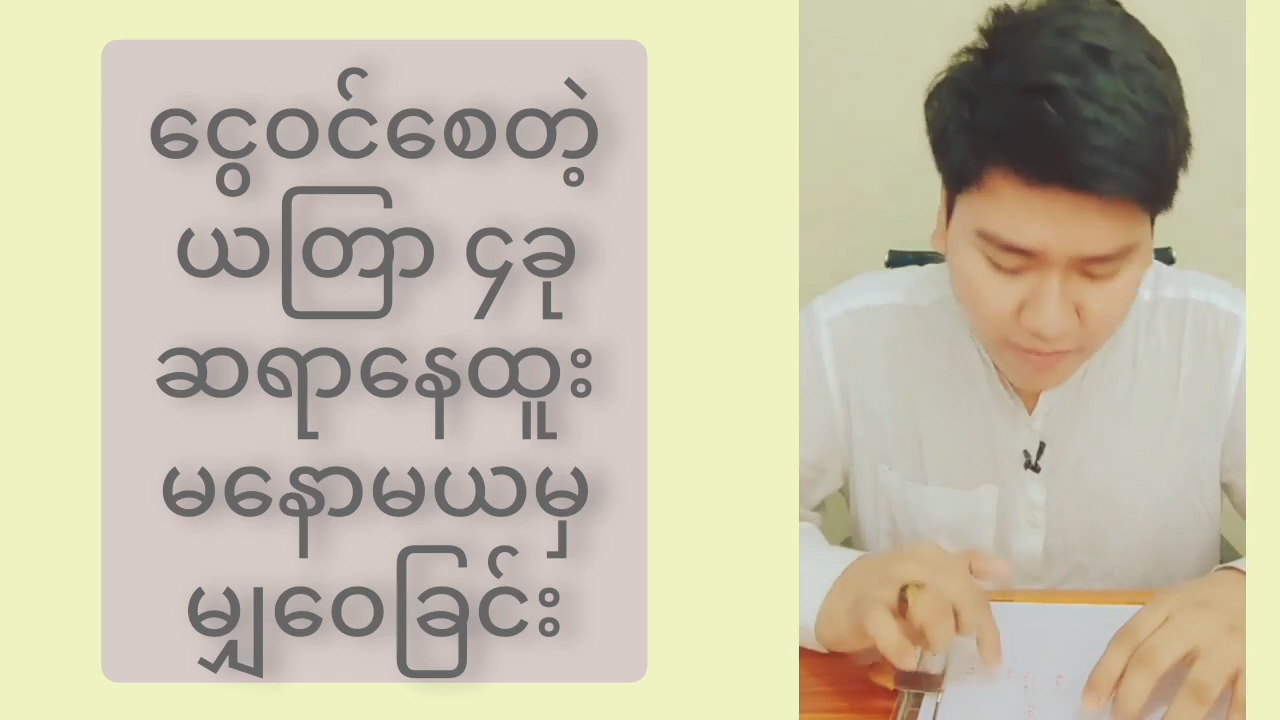 ငွေဝင်စေတဲ့
ယတြာ ၄ခု
ဆရာနေထူး
မနောမယမှ
မျှဝေခြင်း